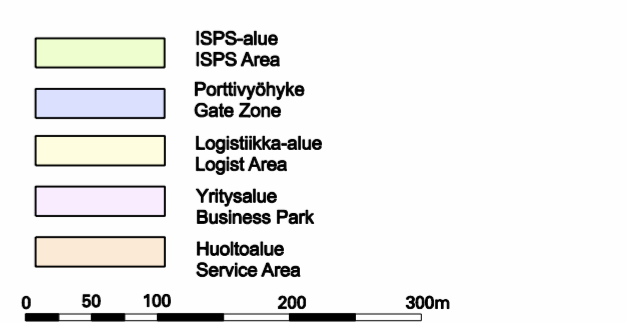 ISPS-alue
ISPS Area
Porttivyöhyke
Gate Zone
Logistiikka-alue
Logist Area
Yritysalue
Business Park
Huoltoalue
Service Area
0 50 100 200 300m